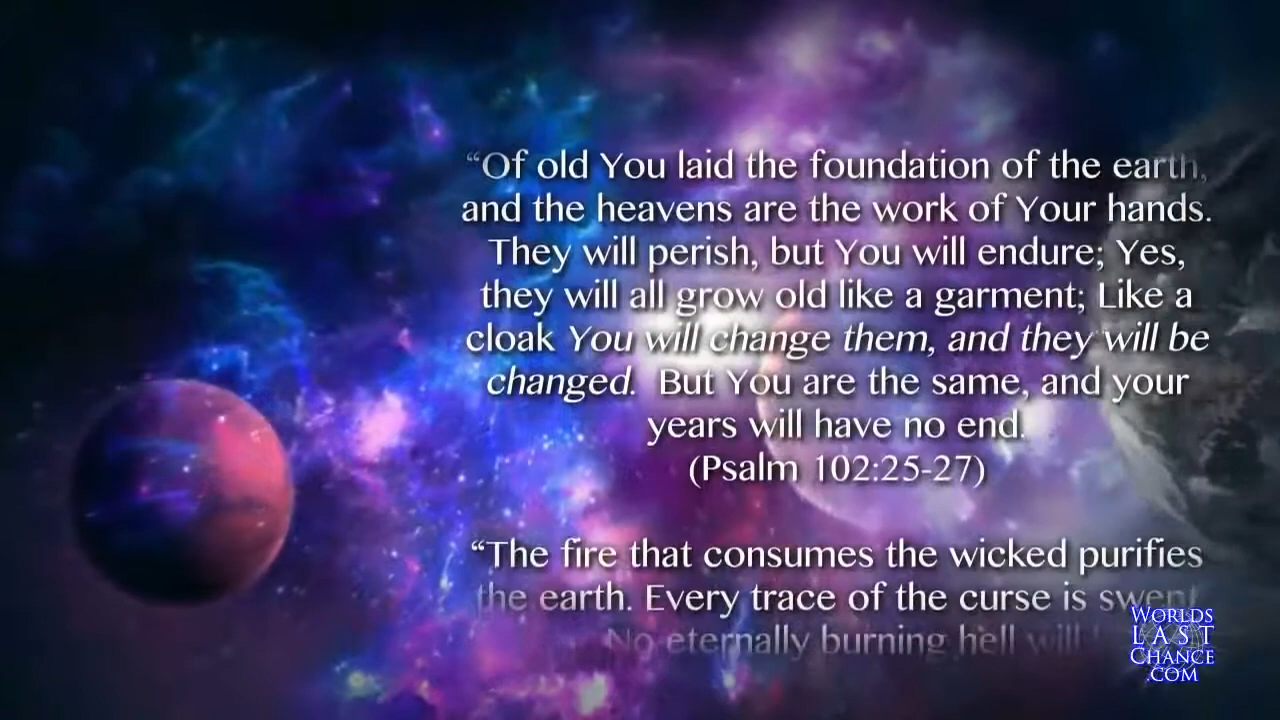 “Of old You laid the foundation of the earth,
and the heavens are the work of Your hands.
They will perish, but You will endure; Yes,
they will all grow old like a garment; Like a
cloak You will change them, and they will be
changed.  But You are the same, and your
years will have no end.
(Psalm 102:25-27)
“The fire that consumes the wicked purifies
the earth. Every trace of the curse is swept
No eternally burning hell will
WORLDS
LAST
CHANCE
.COM